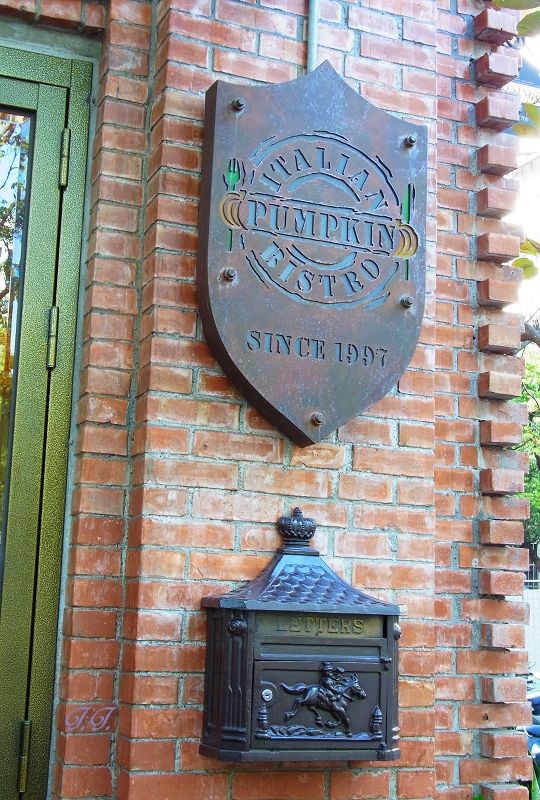 ITALIAN
PUMPKIN
BISTRO
SINCE 1997
LETTERS